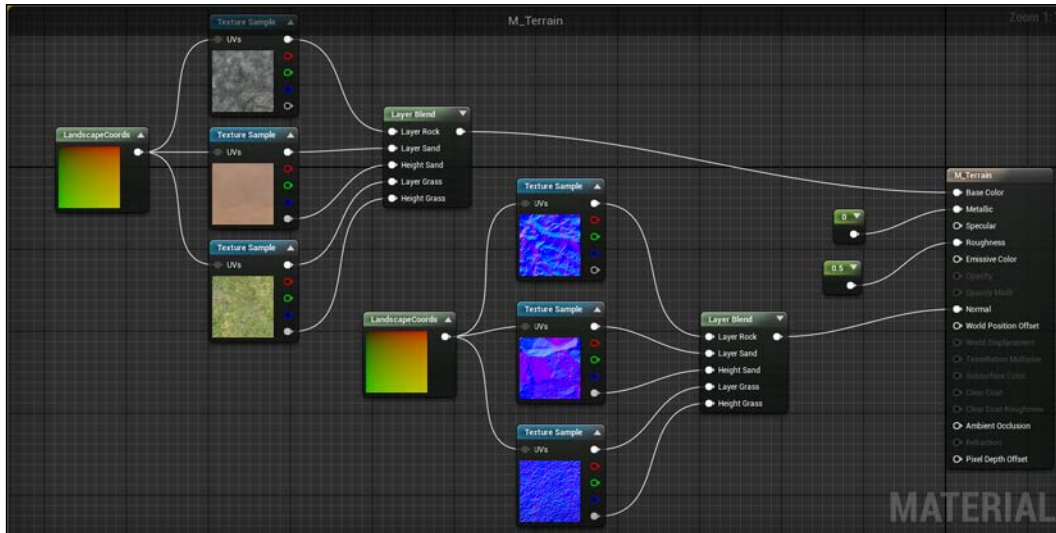 M_Terrain
Zoom 1:
Texture Sample
UVs
LandscapeCoords
Texture Sample
UVs
Texture Sample
UVs
Layer Blend
Layer Rock
Layer Sand
Height Sand
Layer Grass
Height Grass
LandscapeCoords
Texture Sample
UVs
Texture Sample
UVs
Texture Sample
UVs
Layer Blend
Layer Rock
Layer Sand
Height Sand
Layer Grass
Height Grass
0
0.5
M_Terrain
Base Color
Metallic
Specular
Roughness
Emissive Color
Opacity
Opacity Mask
Normal
World Position Offset
World Displacement
Tessellation Multiplier
Subsurface Color
Clear Coat
Clear Coat Roughness
Ambient Occlusion
Refraction
Pixel Depth Offset
MATERIAL